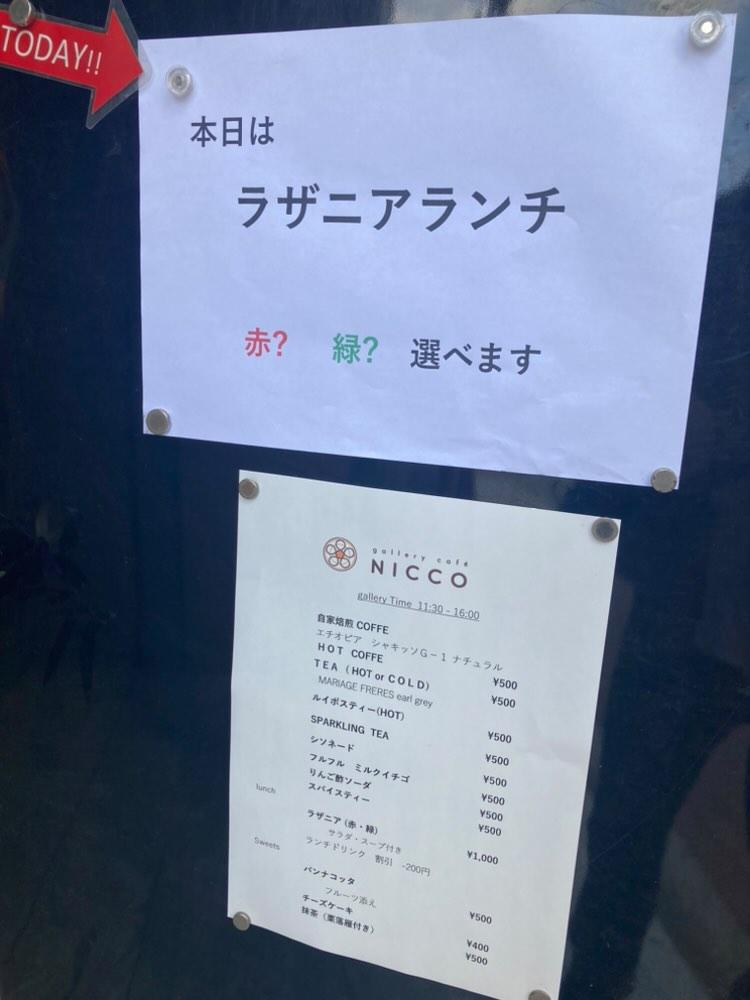 TODAY!!
本日は
ラザニアランチ
赤? 緑? 選べます
gallery café
NICCO
gallery Time 11:30 - 16:00
自家焙煎 COFFE
エチオピア シャキッソG－1 ナチュラル
HOT COFFE ¥500
TEA (HOT or COLD) ¥500
MARIAGE FRERES earl grey
ルイボスティー(HOT) ¥500
SPARKLING TEA ¥500
シソネード ¥500
フルフル ミルクイチゴ ¥500
りんご酢ソーダ ¥500
スパイスティー ¥500
lunch
ラザニア (赤・緑) ¥1,000
サラダ・スープ付き
ランチドリンク 割引 -200円
Sweets
パンナコッタ ¥500
フルーツ添え
チーズケーキ ¥400
抹茶（栗落雁付き） ¥500